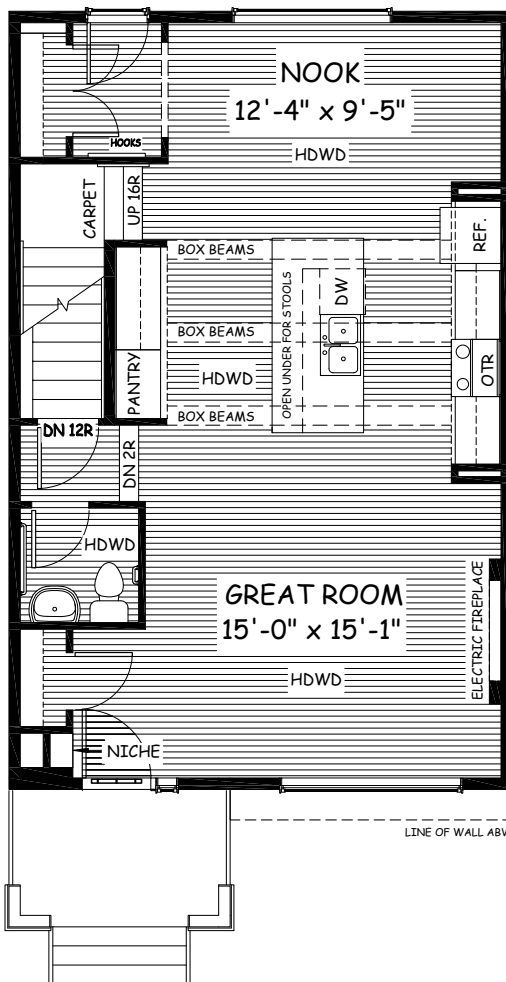 NOOK
12'-4" x 9'-5"
HDWD
HOOKS
CARPET
UP 16R
REF.
BOX BEAMS
OPEN UNDER FOR STOOLS
DW
BOX BEAMS
PANTRY
HDWD
OTR
BOX BEAMS
DN 12R
DN 2R
HDWD
GREAT ROOM
15'-0" x 15'-1"
HDWD
ELECTRIC FIREPLACE
NICHE
LINE OF WALL ABV